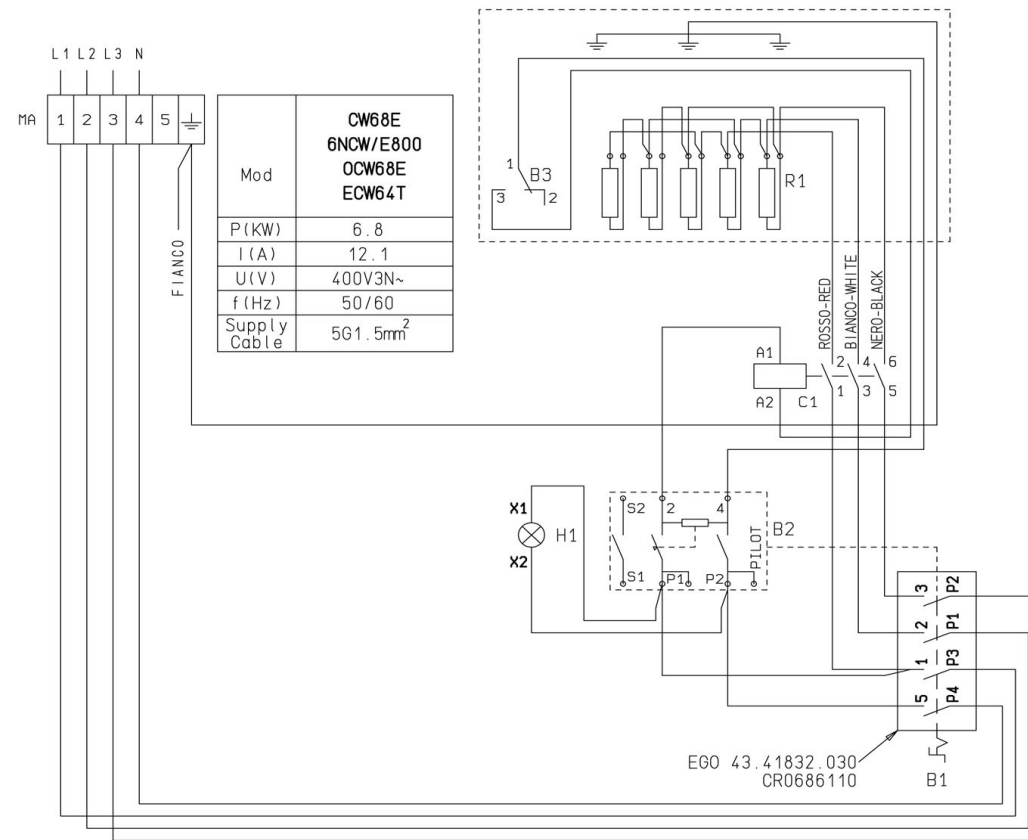 L1 L2 L3 N
MA 1 2 3 4 5
FIANCO
Mod
CW68E
6NCW/E800
OCW68E
ECW64T
P(KW) 6.8
I(A) 12.1
U(V) 400V3N~
f(Hz) 50/60
Supply Cable 5G1.5mm²
1 B3
3 2
R1
ROSSO-RED
BIANCO-WHITE
NERO-BLACK
A1 2 4 6
A2 C1 1 3 5
X1
H1
X2
S2 2 4
B2
PILOT
S1 P1 P2
3 P2
2 P1
1 P3
5 P4
EGO 43.41832.030
CR0686110
B1